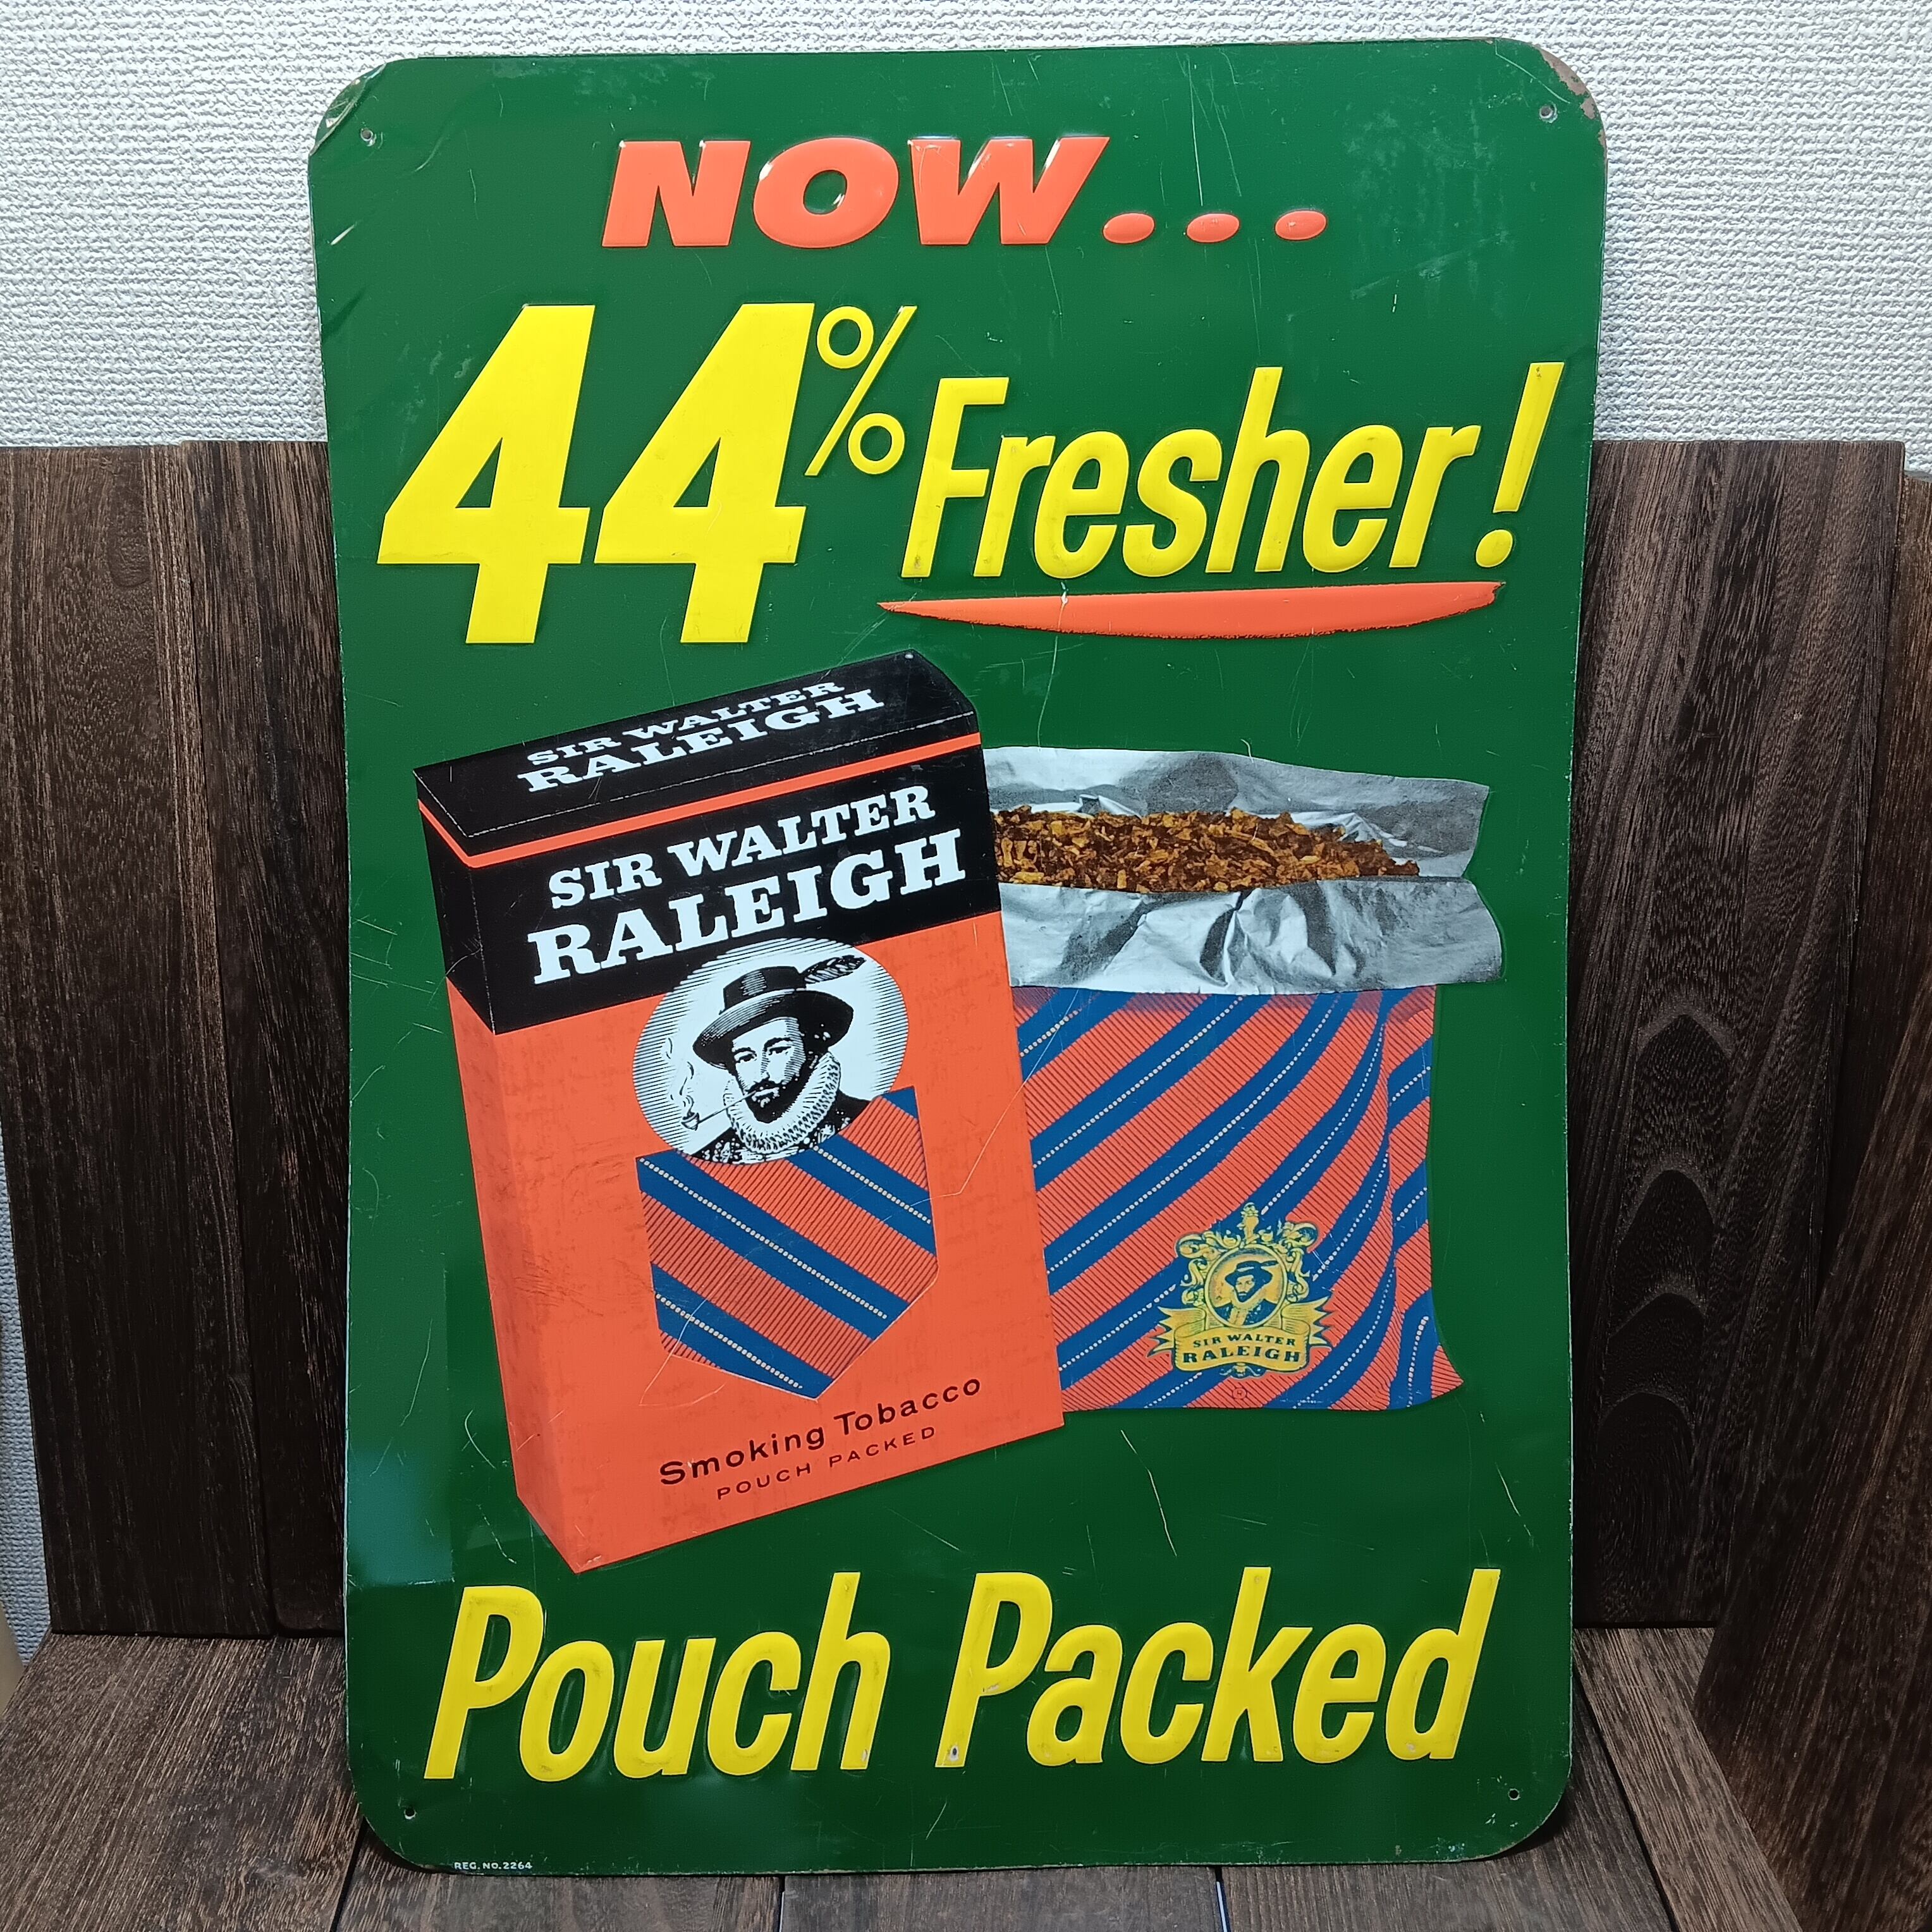 NOW...
44% Fresher!
SIR WALTER
RALEIGH
SIR WALTER
RALEIGH
SIR WALTER
RALEIGH
Smoking Tobacco
POUCH PACKED
Pouch Packed
REG. NO. 2264